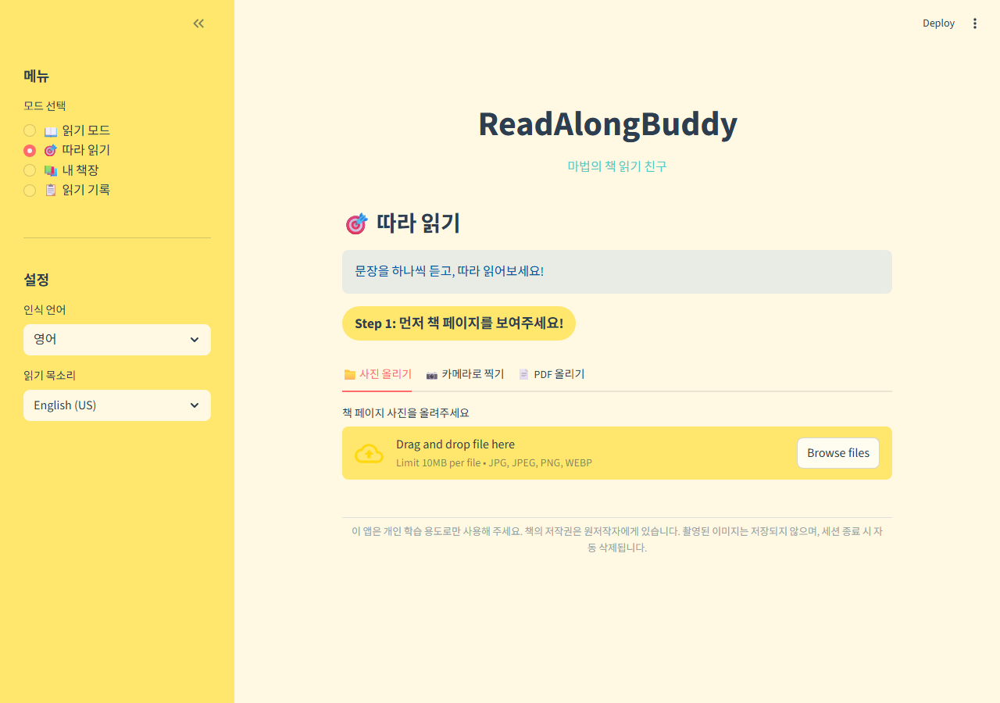 메뉴
모드 선택
📖 읽기 모드
🎯 따라 읽기
📚 내 책장
📋 읽기 기록
설정
인식 언어
영어
읽기 목소리
English (US)
Deploy
ReadAlongBuddy
마법의 책 읽기 친구
🎯 따라 읽기
문장을 하나씩 듣고, 따라 읽어보세요!
Step 1: 먼저 책 페이지를 보여주세요!
📁 사진 올리기 📷 카메라로 찍기 📄 PDF 올리기
책 페이지 사진을 올려주세요
Drag and drop file here
Limit 10MB per file • JPG, JPEG, PNG, WEBP
Browse files
이 앱은 개인 학습 용도로만 사용해 주세요. 책의 저작권은 원저작자에게 있습니다. 촬영된 이미지는 저장되지 않으며, 세션 종료 시 자
동 삭제됩니다.